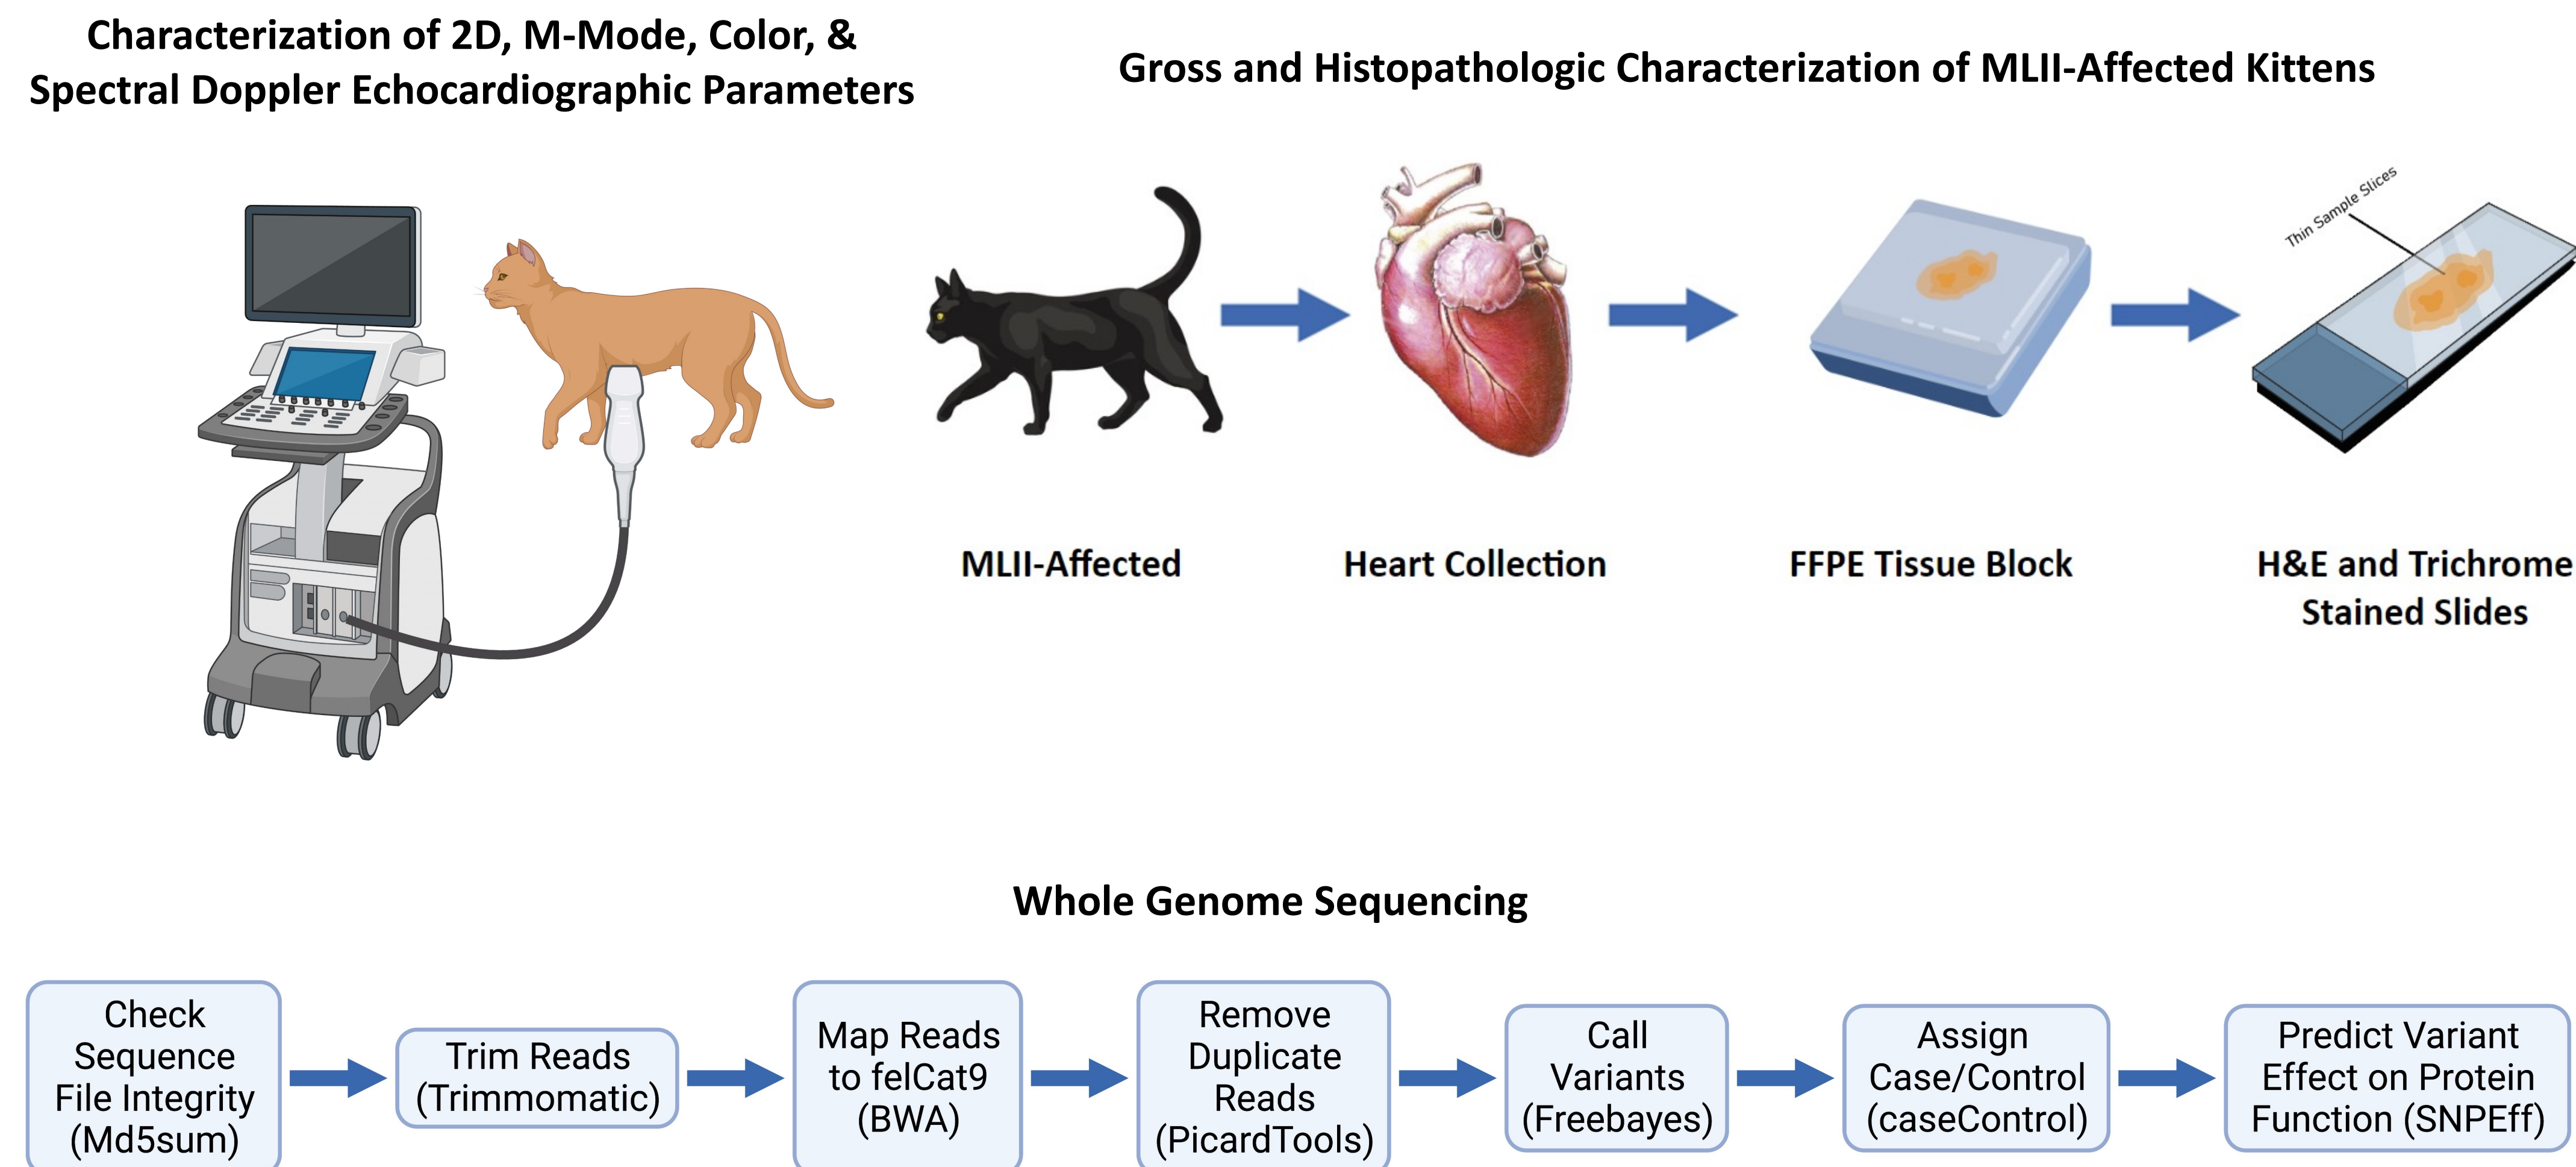 Characterization of 2D, M-Mode, Color, &
Spectral Doppler Echocardiographic Parameters
Gross and Histopathologic Characterization of MLII-Affected Kittens
Thin Sample Slices
MLII-Affected
Heart Collection
FFPE Tissue Block
H&E and Trichrome
Stained Slides
Whole Genome Sequencing
Check
Sequence
File Integrity
(Md5sum)
Trim Reads
(Trimmomatic)
Map Reads
to felCat9
(BWA)
Remove
Duplicate
Reads
(PicardTools)
Call
Variants
(Freebayes)
Assign
Case/Control
(caseControl)
Predict Variant
Effect on Protein
Function (SNPEff)